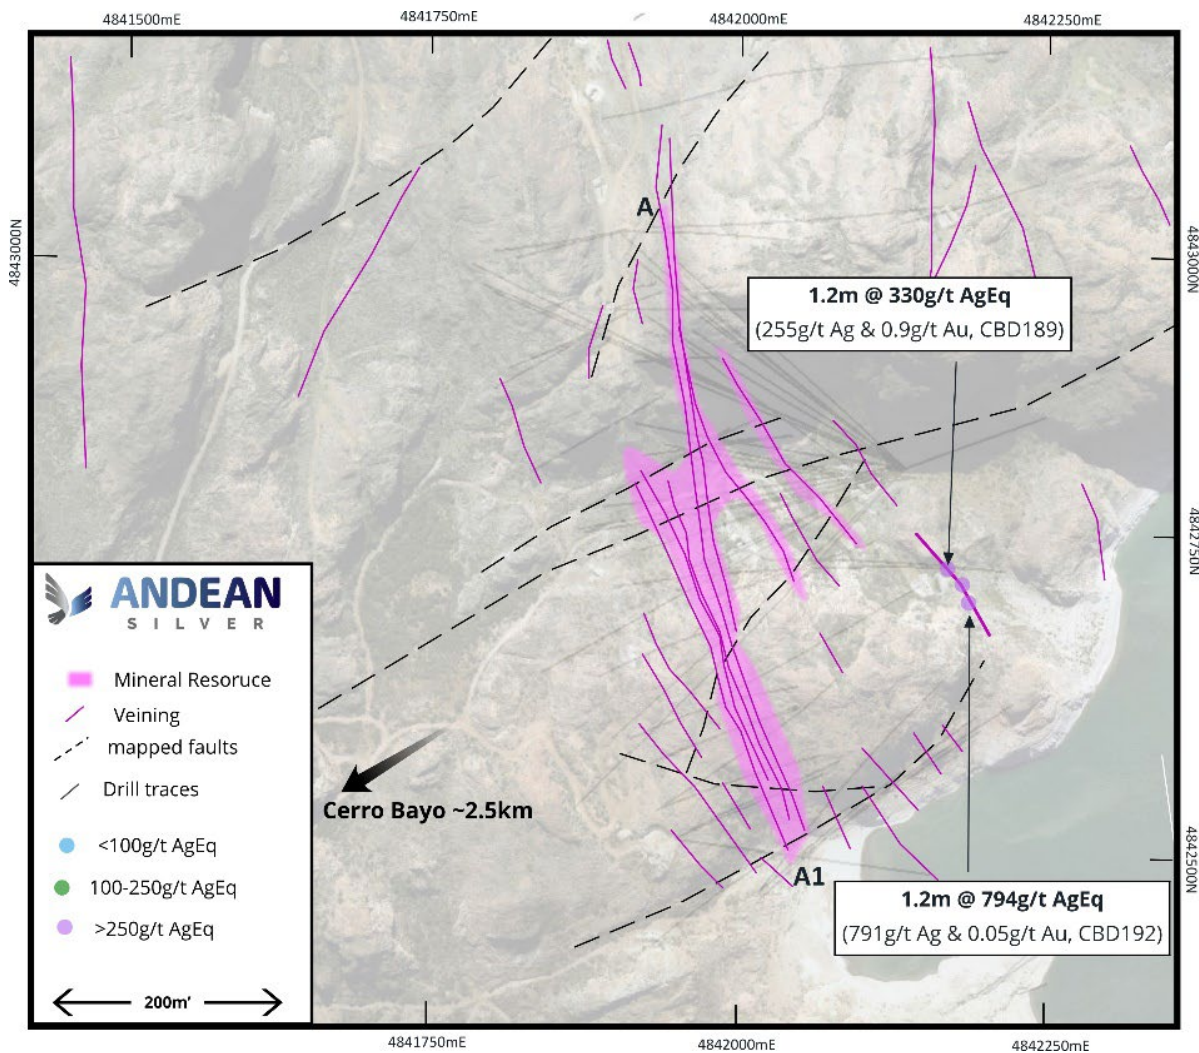 4841500mE
4841750mE
4842000mE
4842250mE
4843000N
4843000N
A
1.2m @ 330g/t AgEq
(255g/t Ag & 0.9g/t Au, CBD189)
4842750N
ANDEAN
SILVER
Mineral Resoruce
Veining
mapped faults
Drill traces
<100g/t AgEq
100-250g/t AgEq
>250g/t AgEq
200m'
Cerro Bayo ~2.5km
A1
4842500N
1.2m @ 794g/t AgEq
(791g/t Ag & 0.05g/t Au, CBD192)
4841750mE
4842000mE
4842250mE